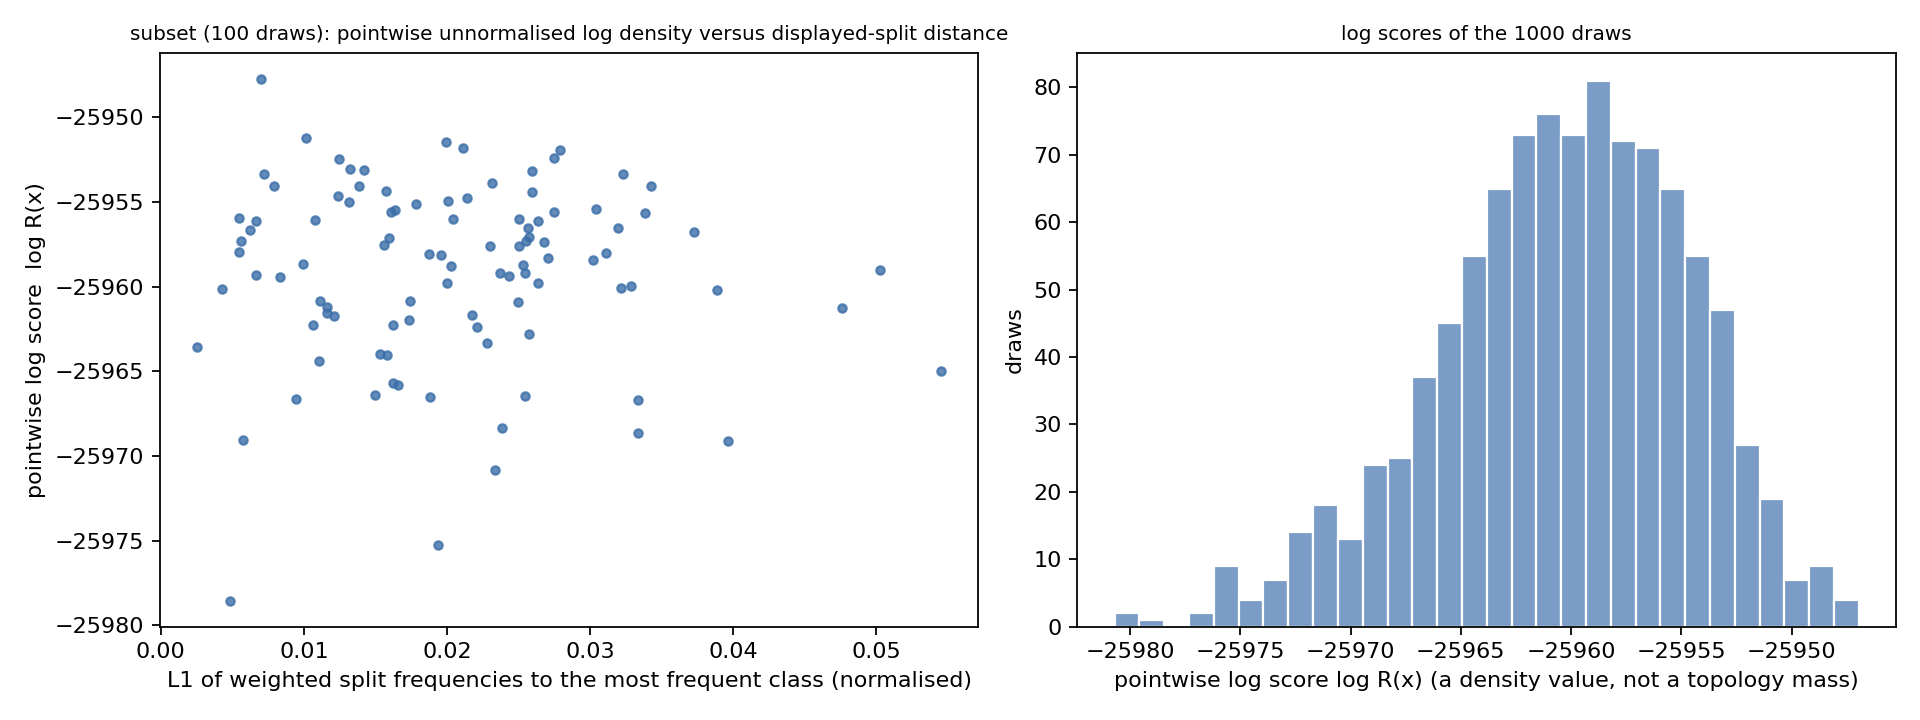 subset (100 draws): pointwise unnormalised log density versus displayed-split distance
pointwise log score  log R(x)
−25950
−25955
−25960
−25965
−25970
−25975
−25980
0.00 0.01 0.02 0.03 0.04 0.05
L1 of weighted split frequencies to the most frequent class (normalised)
log scores of the 1000 draws
draws
80
70
60
50
40
30
20
10
0
−25980 −25975 −25970 −25965 −25960 −25955 −25950
pointwise log score log R(x) (a density value, not a topology mass)